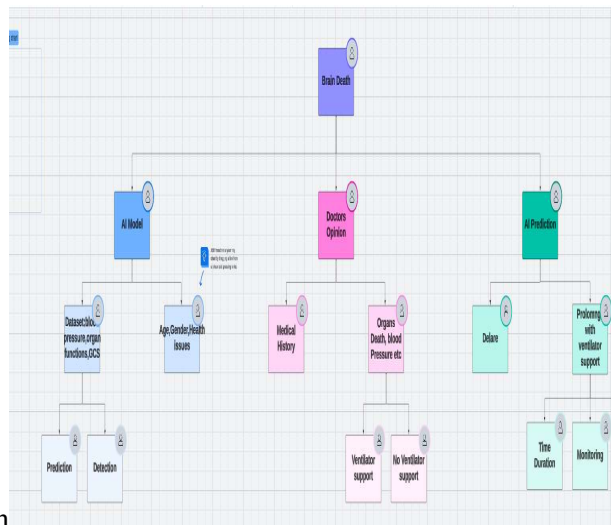 Brain Death
AI Model
Doctors
Opinion
AI Prediction
Dataset:blood
pressure,organ
functions,GCS
Age,Gender,Health
issues
Medical
History
Organs
Death, blood
Pressure etc
Delare
Prolonng
with
ventilator
support
Prediction
Detection
Ventilator
support
No Ventilator
support
Time
Duration
Monitoring